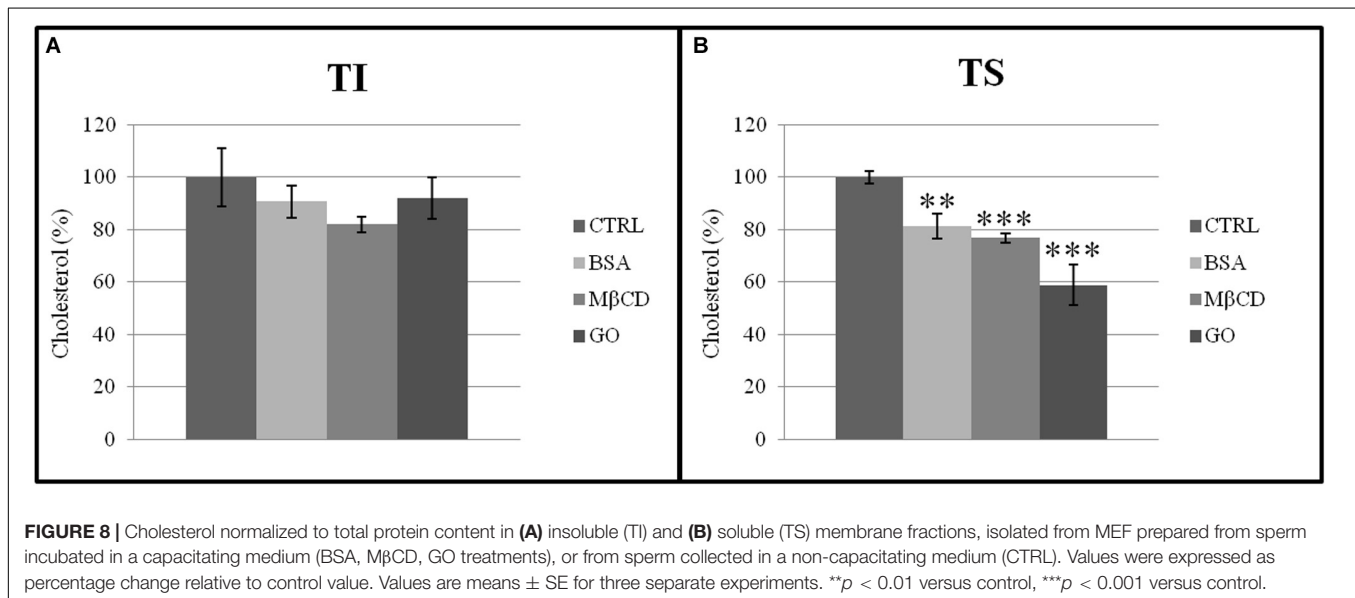 A
TI
120
100
80
60
40
20
0
Cholesterol (%)
CTRL
BSA
MβCD
GO
B
TS
120
100
80
60
40
20
0
Cholesterol (%)
**
***
***
CTRL
BSA
MβCD
GO
FIGURE 8 | Cholesterol normalized to total protein content in (A) insoluble (TI) and (B) soluble (TS) membrane fractions, isolated from MEF prepared from sperm
incubated in a capacitating medium (BSA, MβCD, GO treatments), or from sperm collected in a non-capacitating medium (CTRL). Values were expressed as
percentage change relative to control value. Values are means ± SE for three separate experiments. **p < 0.01 versus control, ***p < 0.001 versus control.